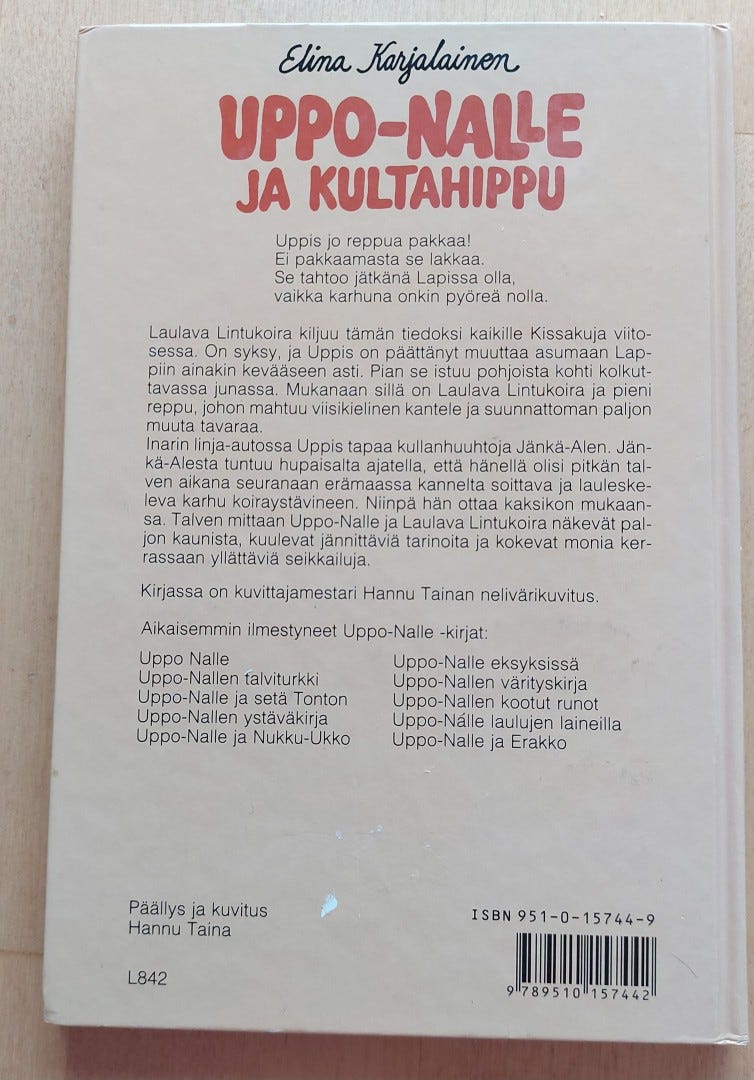 Elina Karjalainen
UPPO-NALLE
JA KULTAHIPPU
Uppis jo reppua pakkaa!
Ei pakkaamasta se lakkaa.
Se tahtoo jätkänä Lapissa olla,
vaikka karhuna onkin pyöreä nolla.
Laulava Lintukoira kiljuu tämän tiedoksi kaikille Kissakuja viito-
sessa. On syksy, ja Uppis on päättänyt muuttaa asumaan Lap-
piin ainakin kevääseen asti. Pian se istuu pohjoista kohti kolkut-
tavassa junassa. Mukanaan sillä on Laulava Lintukoira ja pieni
reppu, johon mahtuu viisikielinen kantele ja suunnattoman paljon
muuta tavaraa.
Inarin linja-autossa Uppis tapaa kullanhuuhtoja Jänkä-Alen. Jän-
kä-Alesta tuntuu hupaisalta ajatella, että hänellä olisi pitkän tal-
ven aikana seuranaan erämaassa kannelta soittava ja lauleske-
leva karhu koiraystävineen. Niinpä hän ottaa kaksikon mukaan-
sa. Talven mittaan Uppo-Nalle ja Laulava Lintukoira näkevät pal-
jon kaunista, kuulevat jännittäviä tarinoita ja kokevat monia ker-
rassaan yllättäviä seikkailuja.
Kirjassa on kuvittajamestari Hannu Tainan nelivärikuvitus.
Aikaisemmin ilmestyneet Uppo-Nalle -kirjat:
Uppo Nalle
Uppo-Nallen talviturkki
Uppo-Nalle ja setä Tonton
Uppo-Nallen ystäväkirja
Uppo-Nalle ja Nukku-Ukko
Uppo-Nalle eksyksissä
Uppo-Nallen värityskirja
Uppo-Nallen kootut runot
Uppo-Nalle laulujen laineilla
Uppo-Nalle ja Erakko
Päällys ja kuvitus
Hannu Taina
L842
ISBN 951-0-15744-9
9 789510 157442